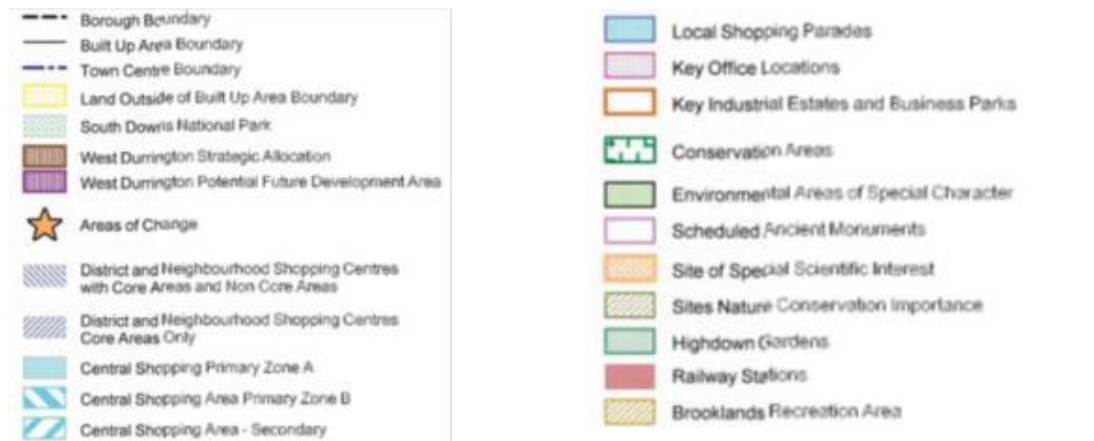 Borough Boundary
Built Up Area Boundary
Town Centre Boundary
Land Outside of Built Up Area Boundary
South Downs National Park
West Durrington Strategic Allocation
West Durrington Potential Future Development Area
Areas of Change
District and Neighbourhood Shopping Centres
with Core Areas and Non Core Areas
District and Neighbourhood Shopping Centres
Core Areas Only
Central Shopping Primary Zone A
Central Shopping Area Primary Zone B
Central Shopping Area - Secondary
Local Shopping Parades
Key Office Locations
Key Industrial Estates and Business Parks
Conservation Areas
Environmental Areas of Special Character
Scheduled Ancient Monuments
Site of Special Scientific Interest
Sites Nature Conservation Importance
Highdown Gardens
Railway Stations
Brooklands Recreation Area